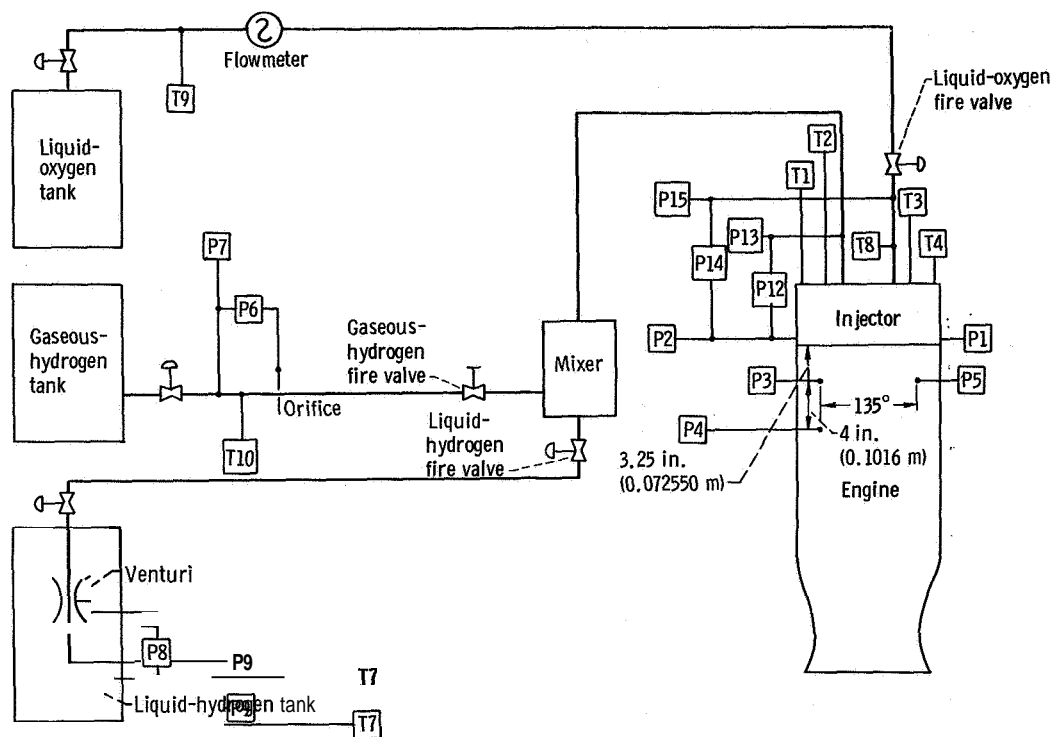 Flowmeter
T9
Liquid-
oxygen
tank
Liquid-oxygen
fire valve
T2
T1
P15
T3
P13
T8
T4
P14
P12
P7
P6
Gaseous-
hydrogen
tank
Gaseous-
hydrogen
fire valve
Orifice
T10
Mixer
Liquid-
hydrogen
fire valve
Injector
P2
P1
P3
P5
135°
P4
4 in.
(0.1016 m)
3.25 in.
(0.072550 m)
Engine
Venturi
P8
P9
T7
Liquid-hydrogen tank
T7